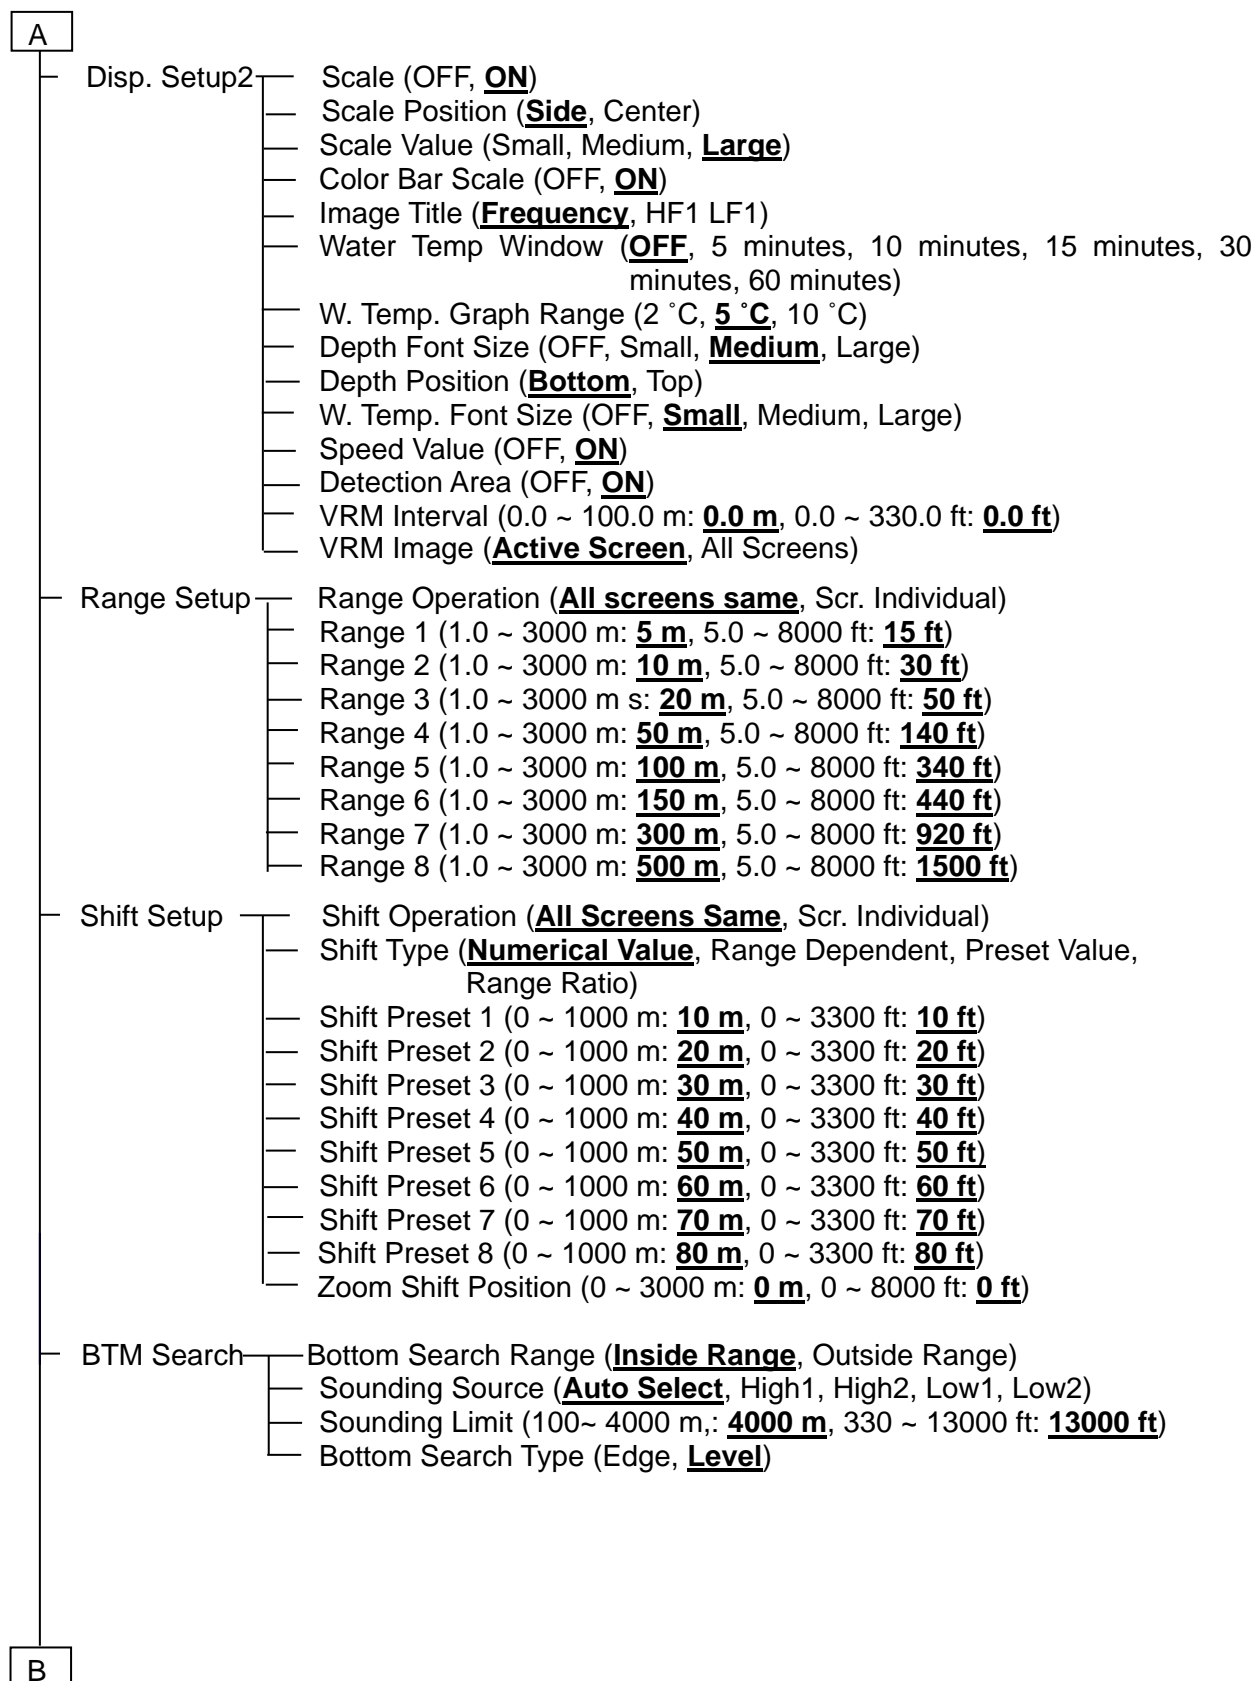 A
Disp. Setup2 Scale (OFF, ON)
Scale Position (Side, Center)
Scale Value (Small, Medium, Large)
Color Bar Scale (OFF, ON)
Image Title (Frequency, HF1 LF1)
Water Temp Window (OFF, 5 minutes, 10 minutes, 15 minutes, 30
minutes, 60 minutes)
W. Temp. Graph Range (2 ˚C, 5 ˚C, 10 ˚C)
Depth Font Size (OFF, Small, Medium, Large)
Depth Position (Bottom, Top)
W. Temp. Font Size (OFF, Small, Medium, Large)
Speed Value (OFF, ON)
Detection Area (OFF, ON)
VRM Interval (0.0 ~ 100.0 m: 0.0 m, 0.0 ~ 330.0 ft: 0.0 ft)
VRM Image (Active Screen, All Screens)
Range Setup Range Operation (All screens same, Scr. Individual)
Range 1 (1.0 ~ 3000 m: 5 m, 5.0 ~ 8000 ft: 15 ft)
Range 2 (1.0 ~ 3000 m: 10 m, 5.0 ~ 8000 ft: 30 ft)
Range 3 (1.0 ~ 3000 m s: 20 m, 5.0 ~ 8000 ft: 50 ft)
Range 4 (1.0 ~ 3000 m: 50 m, 5.0 ~ 8000 ft: 140 ft)
Range 5 (1.0 ~ 3000 m: 100 m, 5.0 ~ 8000 ft: 340 ft)
Range 6 (1.0 ~ 3000 m: 150 m, 5.0 ~ 8000 ft: 440 ft)
Range 7 (1.0 ~ 3000 m: 300 m, 5.0 ~ 8000 ft: 920 ft)
Range 8 (1.0 ~ 3000 m: 500 m, 5.0 ~ 8000 ft: 1500 ft)
Shift Setup Shift Operation (All Screens Same, Scr. Individual)
Shift Type (Numerical Value, Range Dependent, Preset Value,
Range Ratio)
Shift Preset 1 (0 ~ 1000 m: 10 m, 0 ~ 3300 ft: 10 ft)
Shift Preset 2 (0 ~ 1000 m: 20 m, 0 ~ 3300 ft: 20 ft)
Shift Preset 3 (0 ~ 1000 m: 30 m, 0 ~ 3300 ft: 30 ft)
Shift Preset 4 (0 ~ 1000 m: 40 m, 0 ~ 3300 ft: 40 ft)
Shift Preset 5 (0 ~ 1000 m: 50 m, 0 ~ 3300 ft: 50 ft)
Shift Preset 6 (0 ~ 1000 m: 60 m, 0 ~ 3300 ft: 60 ft)
Shift Preset 7 (0 ~ 1000 m: 70 m, 0 ~ 3300 ft: 70 ft)
Shift Preset 8 (0 ~ 1000 m: 80 m, 0 ~ 3300 ft: 80 ft)
Zoom Shift Position (0 ~ 3000 m: 0 m, 0 ~ 8000 ft: 0 ft)
BTM Search Bottom Search Range (Inside Range, Outside Range)
Sounding Source (Auto Select, High1, High2, Low1, Low2)
Sounding Limit (100~ 4000 m,: 4000 m, 330 ~ 13000 ft: 13000 ft)
Bottom Search Type (Edge, Level)
B